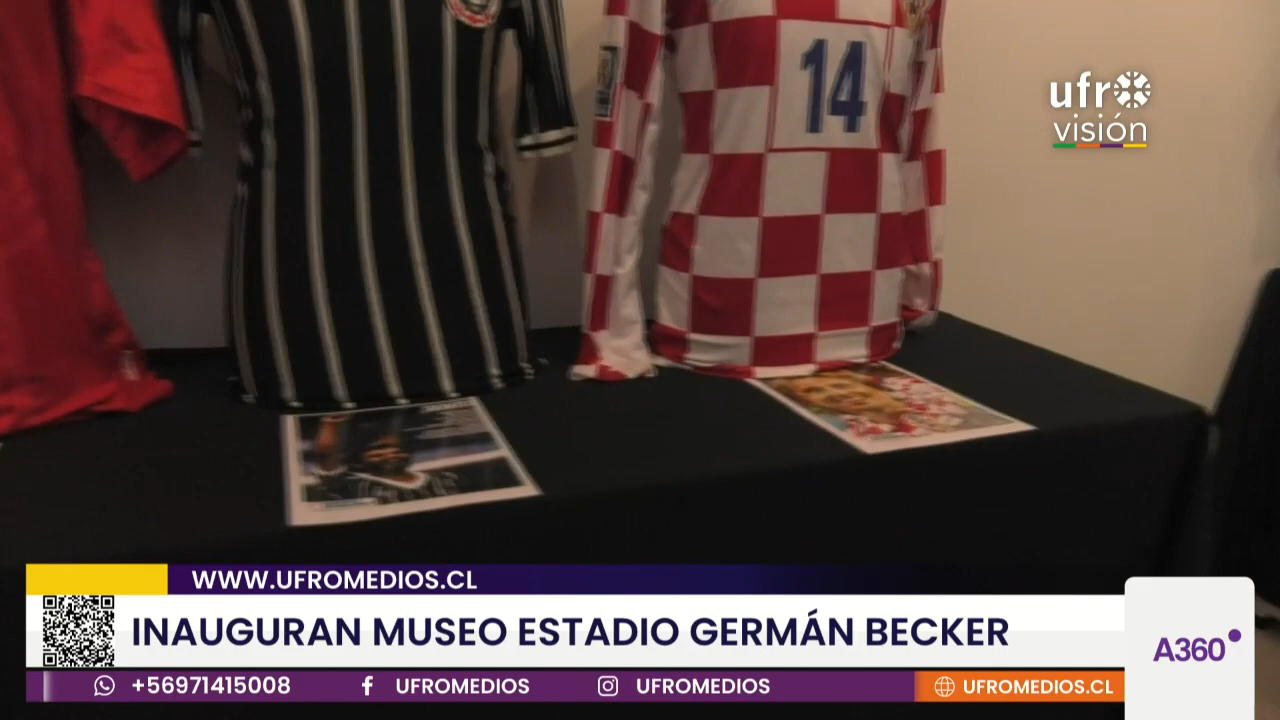 14
ufro
visión
WWW.UFROMEDIOS.CL
INAUGURAN MUSEO ESTADIO GERMÁN BECKER
A360
+56971415008
UFROMEDIOS
UFROMEDIOS
UFROMEDIOS.CL